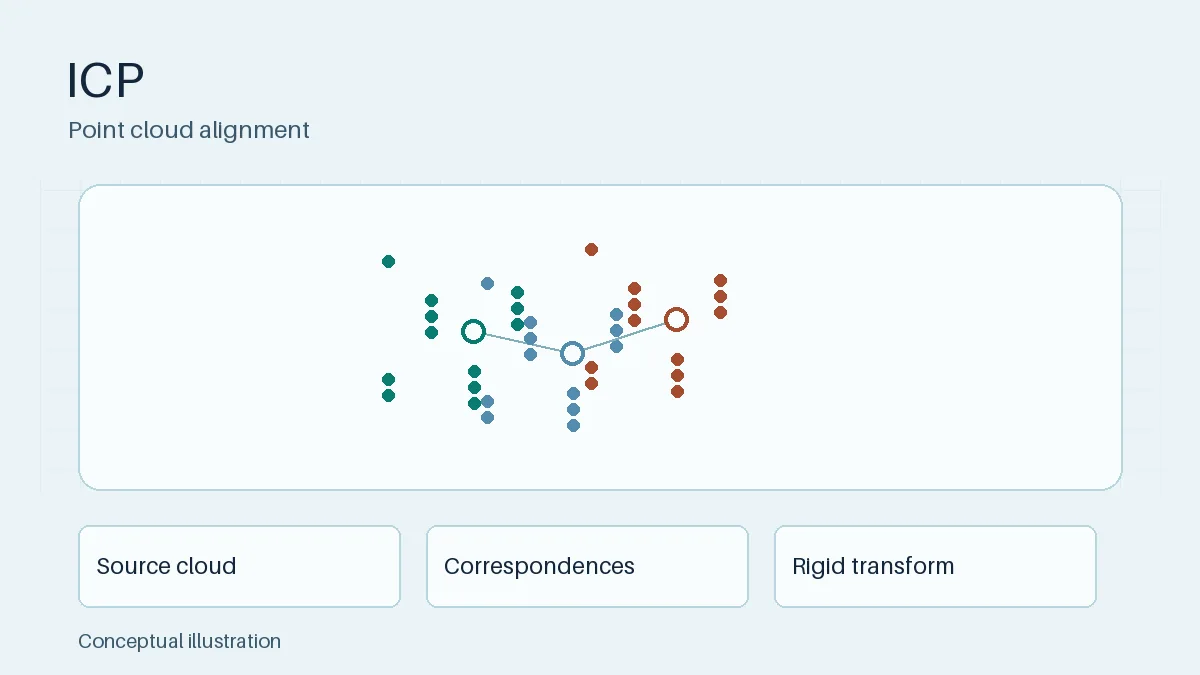 ICP
Point cloud alignment
Source cloud
Correspondences
Rigid transform
Conceptual illustration